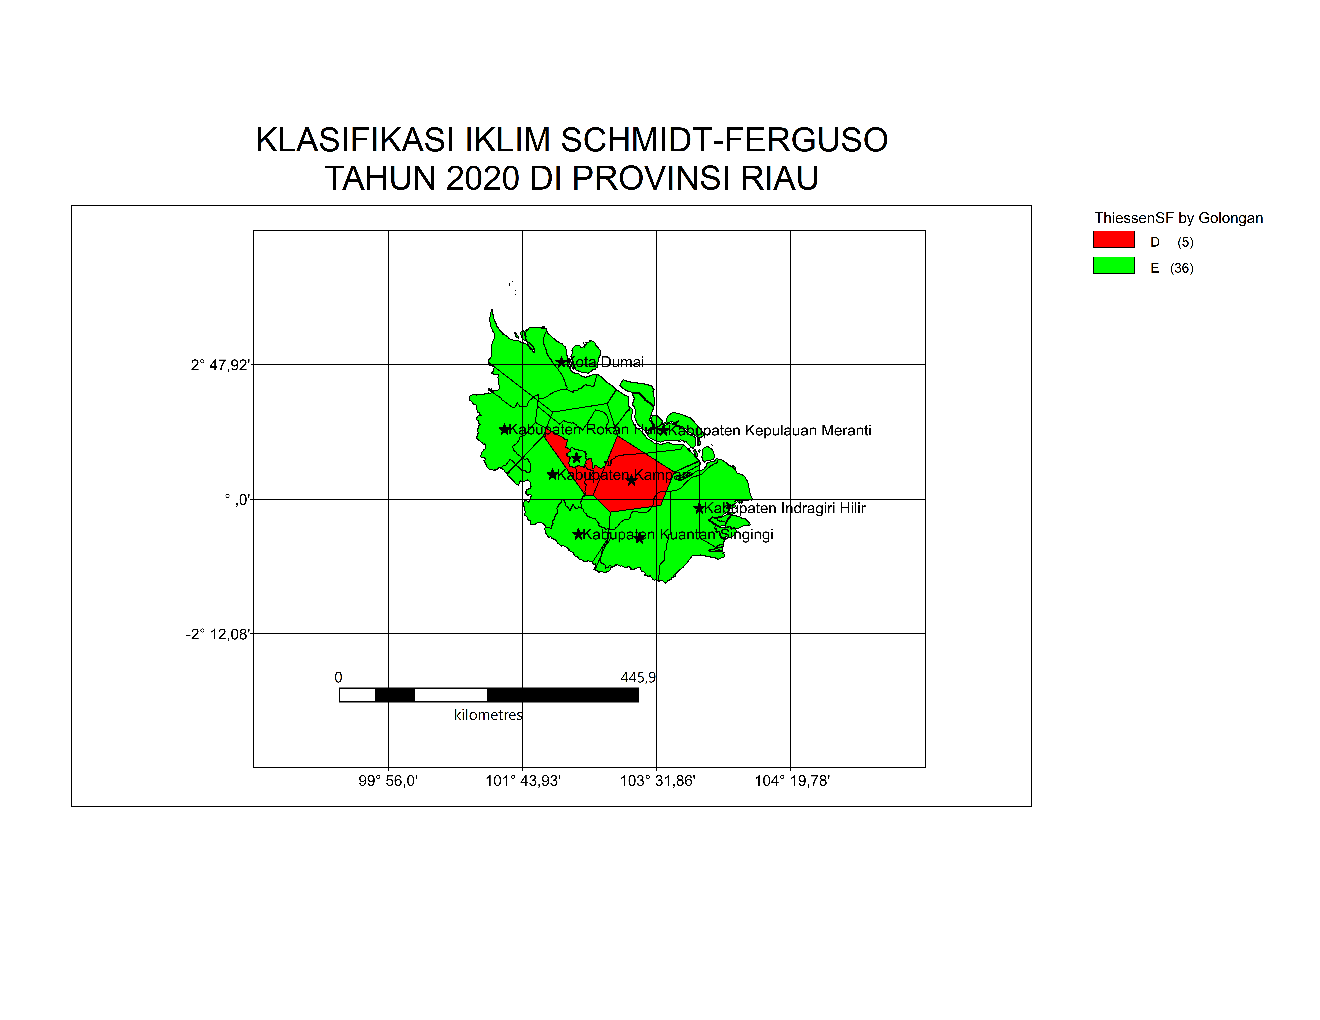 KLASIFIKASI IKLIM SCHMIDT-FERGUSO
TAHUN 2020 DI PROVINSI RIAU
ThiessenSF by Golongan
D (5)
E (36)
2° 47,92'
Kota Dumai
Kabupaten Rokan
Kabupaten Kepulauan Meranti
Kabupaten Kampar
° ,0'
Kabupaten Indragiri Hilir
Kabupaten Kuantan Singingi
-2° 12,08'
0
445,9
kilometres
99° 56,0'
101° 43,93'
103° 31,86'
104° 19,78'